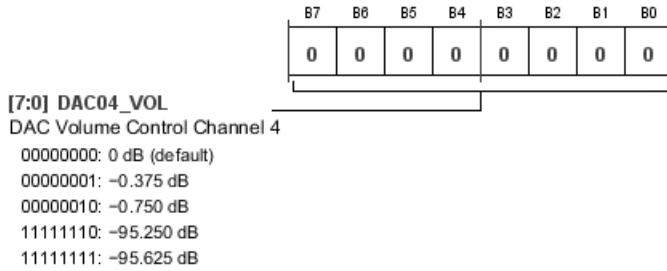 B7 B6 B5 B4 B3 B2 B1 B0
0 0 0 0 0 0 0 0
[7:0] DAC04_VOL
DAC Volume Control Channel 4
00000000: 0 dB (default)
00000001: −0.375 dB
00000010: −0.750 dB
11111110: −95.250 dB
11111111: −95.625 dB